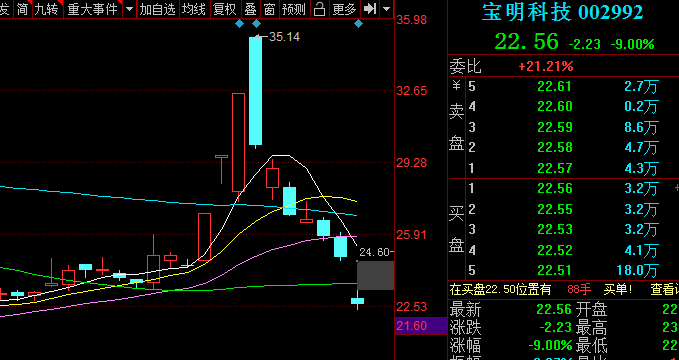 发 简 九转 重大事件 加自选 均线 复权 叠 窗 预测 更多
35.98
35.14
32.65
29.28
25.91
24.60
22.53
21.60
宝明科技 002992
22.56 -2.23 -9.00%
委比 +21.21%
卖盘
5 22.61 2.7万
4 22.60 0.2万
3 22.59 8.6万
2 22.58 4.7万
1 22.57 4.3万
买盘
1 22.56 3.2万
2 22.55 3.2万
3 22.53 3.2万
4 22.52 4.1万
5 22.51 18.0万
在买盘22.50位置有 88手 买单! 查看
最新 22.56 开盘 22
涨跌 -2.23 最高 23
涨幅 -9.00% 最低 22